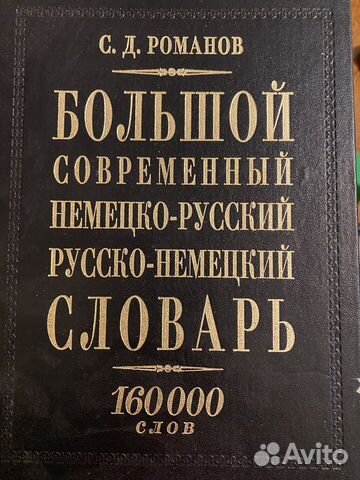 С. Д. РОМАНОВ
БОЛЬШОЙ
СОВРЕМЕННЫЙ
НЕМЕЦКО-РУССКИЙ
РУССКО-НЕМЕЦКИЙ
СЛОВАРЬ
160 000
СЛОВ
Avito